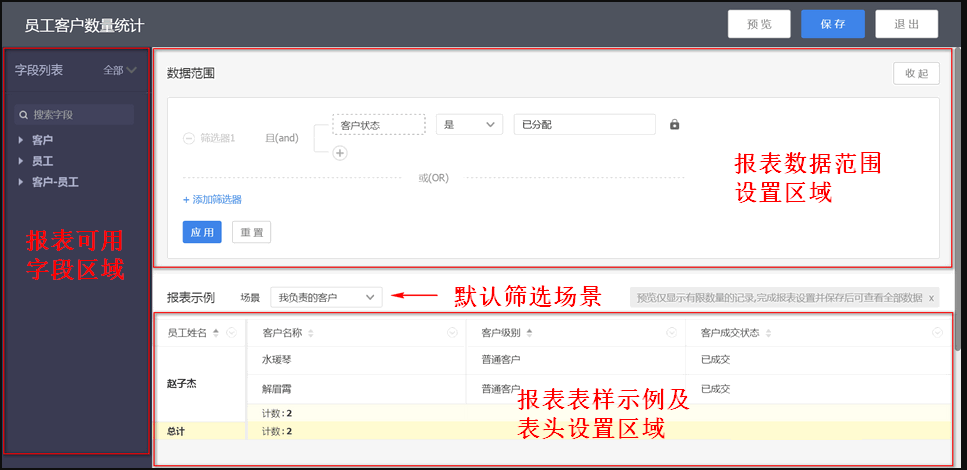 员工客户数量统计
预 览
保 存
退 出
字段列表
全部
搜索字段
客户
员工
客户-员工
报表可用
字段区域
数据范围
收 起
筛选器1
且(and)
客户状态
是
已分配
或(OR)
+ 添加筛选器
应 用
重 置
报表数据范围
设置区域
报表示例
场景
我负责的客户
默认筛选场景
预览仅显示有限数量的记录,完成报表设置并保存后可查看全部数据 x
员工姓名
客户名称
客户级别
客户成交状态
赵子杰
水瑷琴
普通客户
已成交
解眉霄
普通客户
已成交
计数: 2
总计
计数: 2
报表表样示例及
表头设置区域